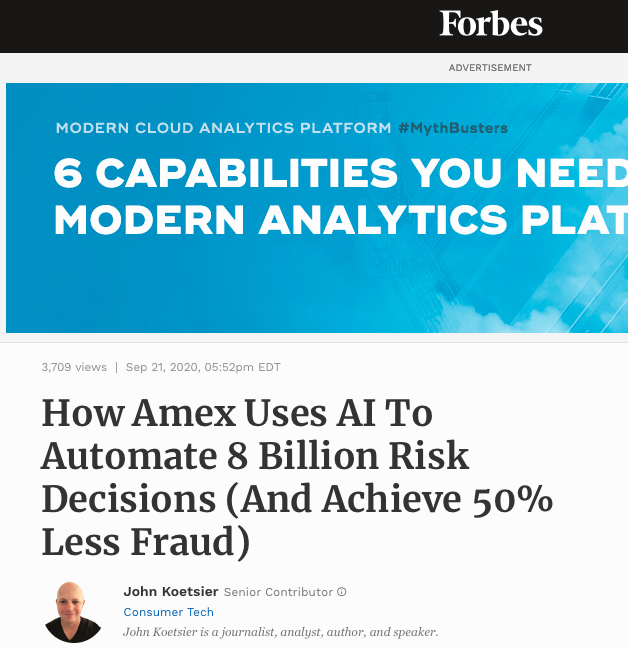 Forbes
ADVERTISEMENT
MODERN CLOUD ANALYTICS PLATFORM #MythBusters
6 CAPABILITIES YOU NEED
MODERN ANALYTICS PLAT
3,709 views | Sep 21, 2020, 05:52pm EDT
How Amex Uses AI To
Automate 8 Billion Risk
Decisions (And Achieve 50%
Less Fraud)
John Koetsier Senior Contributor
Consumer Tech
John Koetsier is a journalist, analyst, author, and speaker.